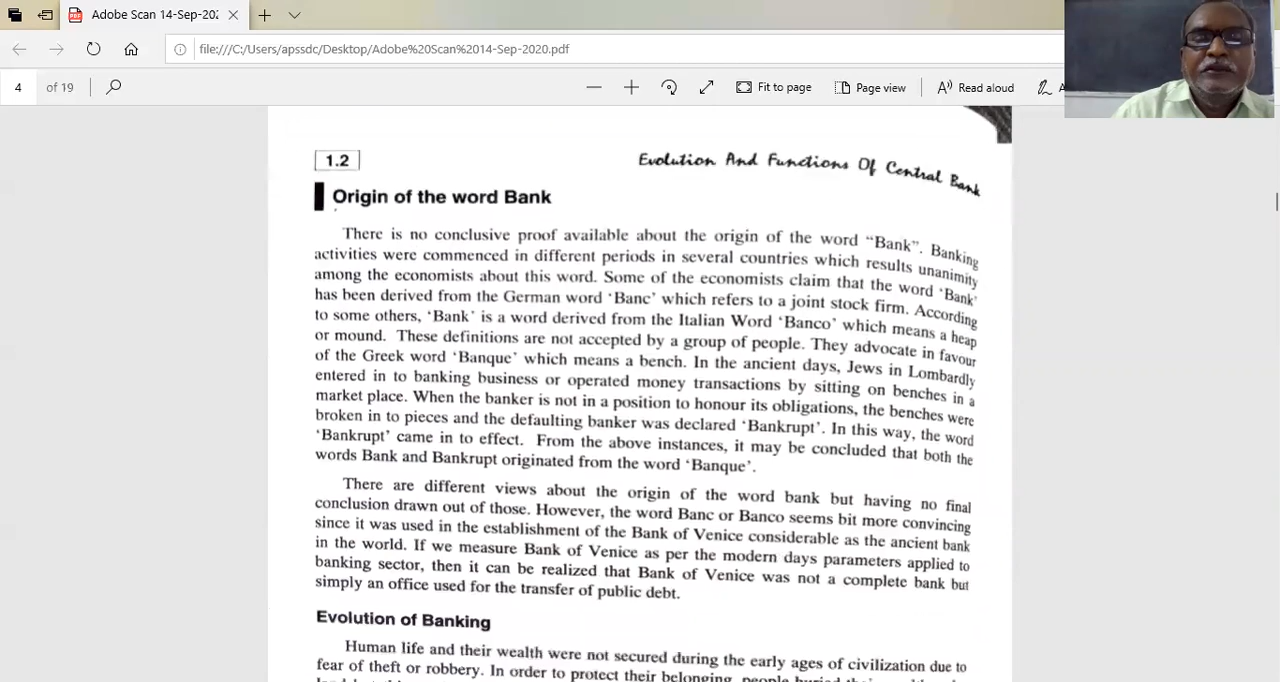 Adobe Scan 14-Sep-202
file:///C:/Users/apssdc/Desktop/Adobe%20Scan%2014-Sep-2020.pdf
4 of 19
Fit to page
Page view
Read aloud
1.2
Evolution And Functions Of Central Bank
Origin of the word Bank
There is no conclusive proof available about the origin of the word "Bank". Banking
activities were commenced in different periods in several countries which results unanimity
among the economists about this word. Some of the economists claim that the word 'Bank'
has been derived from the German word 'Banc' which refers to a joint stock firm. According
to some others, 'Bank' is a word derived from the Italian Word 'Banco' which means a heap
or mound. These definitions are not accepted by a group of people. They advocate in favour
of the Greek word 'Banque' which means a bench. In the ancient days, Jews in Lombardly
entered in to banking business or operated money transactions by sitting on benches in a
market place. When the banker is not in a position to honour its obligations, the benches were
broken in to pieces and the defaulting banker was declared 'Bankrupt'. In this way, the word
'Bankrupt' came in to effect. From the above instances, it may be concluded that both the
words Bank and Bankrupt originated from the word 'Banque'.
There are different views about the origin of the word bank but having no final
conclusion drawn out of those. However, the word Banc or Banco seems bit more convincing
since it was used in the establishment of the Bank of Venice considerable as the ancient bank
in the world. If we measure Bank of Venice as per the modern days parameters applied to
banking sector, then it can be realized that Bank of Venice was not a complete bank but
simply an office used for the transfer of public debt.
Evolution of Banking
Human life and their wealth were not secured during the early ages of civilization due to
fear of theft or robbery. In order to protect their belonging, people buried their